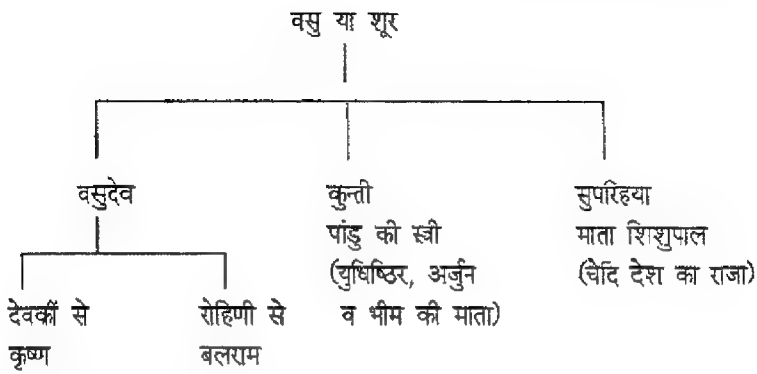 वसु या शूर
वसुदेव
कुन्ती
पांडु की स्त्री
(युधिष्ठिर, अर्जुन
व भीम की माता)
सुपरिहया
माता शिशुपाल
(चेदि देश का राजा)
देवकी से
कृष्ण
रोहिणी से
बलराम